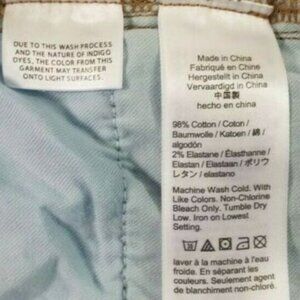 DUE TO THIS WASH PROCESS
AND THE NATURE OF INDIGO
DYES, THE COLOR FROM THIS
GARMENT MAY TRANSFER
ONTO LIGHT SURFACES.
Made in China
Fabriqué en Chine
Hergestellt in China
Vervaardigd in China
中国製
hecho en china
98% Cotton / Coton /
Baumwolle / Katoen / 綿 /
algodón
2% Elastane / Élasthanne /
Elastan / Elastaan / ポリウ
レタン / elastano
Machine Wash Cold. With
Like Colors. Non-Chlorine
Bleach Only. Tumble Dry
Low. Iron on Lowest
Setting.
laver à la machine à l'eau
froide. En séparant les
couleurs. Seulement agent
de blanchiment non-chloré.